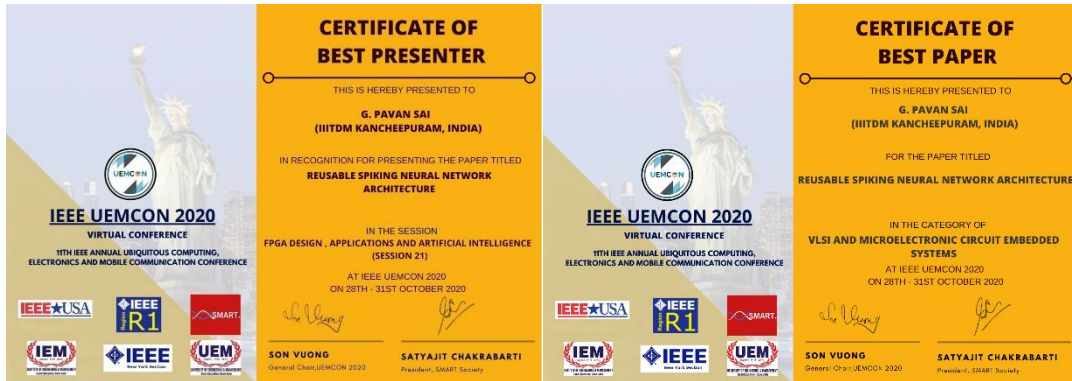 UEMCON
IEEE UEMCON 2020
VIRTUAL CONFERENCE
11TH IEEE ANNUAL UBIQUITOUS COMPUTING,
ELECTRONICS AND MOBILE COMMUNICATION CONFERENCE
IEEE★USA
Region
IEEE
R1
SMART.
IEM
IEEE
New York Section
UEM
CERTIFICATE OF
BEST PRESENTER
THIS IS HEREBY PRESENTED TO
G. PAVAN SAI
(IIITDM KANCHEEPURAM, INDIA)
IN RECOGNITION FOR PRESENTING THE PAPER TITLED
REUSABLE SPIKING NEURAL NETWORK
ARCHITECTURE
IN THE SESSION
FPGA DESIGN , APPLICATIONS AND ARTIFICIAL INTELLIGENCE
(SESSION 21)
AT IEEE UEMCON 2020
ON 28TH - 31ST OCTOBER 2020
SON VUONG
General Chair,UEMCON 2020
SATYAJIT CHAKRABARTI
President, SMART Society
UEMCON
IEEE UEMCON 2020
VIRTUAL CONFERENCE
11TH IEEE ANNUAL UBIQUITOUS COMPUTING,
ELECTRONICS AND MOBILE COMMUNICATION CONFERENCE
IEEE★USA
Region
IEEE
R1
SMART.
IEM
IEEE
New York Section
UEM
CERTIFICATE OF
BEST PAPER
THIS IS HEREBY PRESENTED TO
G. PAVAN SAI
(IIITDM KANCHEEPURAM, INDIA)
FOR THE PAPER TITLED
REUSABLE SPIKING NEURAL NETWORK ARCHITECTURE
IN THE CATEGORY OF
VLSI AND MICROELECTRONIC CIRCUIT EMBEDDED
SYSTEMS
AT IEEE UEMCON 2020
ON 28TH - 31ST OCTOBER 2020
SON VUONG
General Chair,UEMCON 2020
SATYAJIT CHAKRABARTI
President, SMART Society